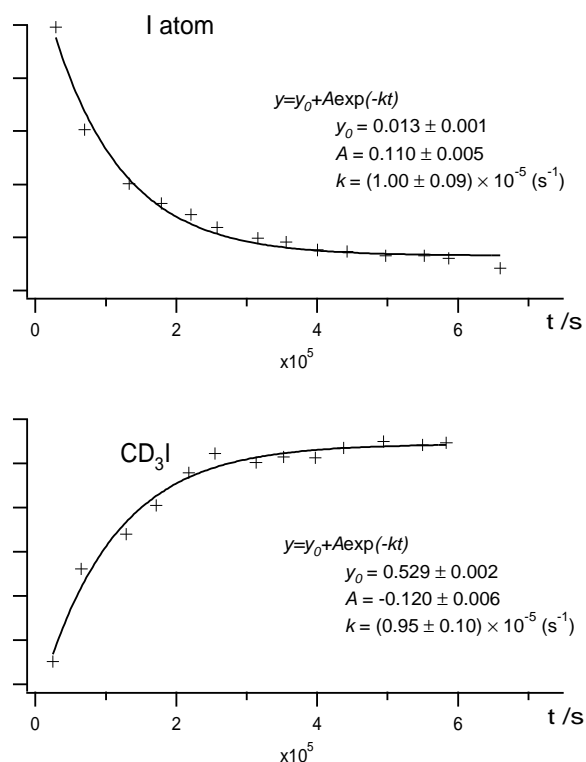 I atom
y=y₀+Aexp(-kt)
y₀ = 0.013 ± 0.001
A = 0.110 ± 0.005
k = (1.00 ± 0.09) × 10⁻⁵ (s⁻¹)
0 2 4 6 t /s
x10⁵
CD₃I
y=y₀+Aexp(-kt)
y₀ = 0.529 ± 0.002
A = -0.120 ± 0.006
k = (0.95 ± 0.10) × 10⁻⁵ (s⁻¹)
0 2 4 6 t /s
x10⁵